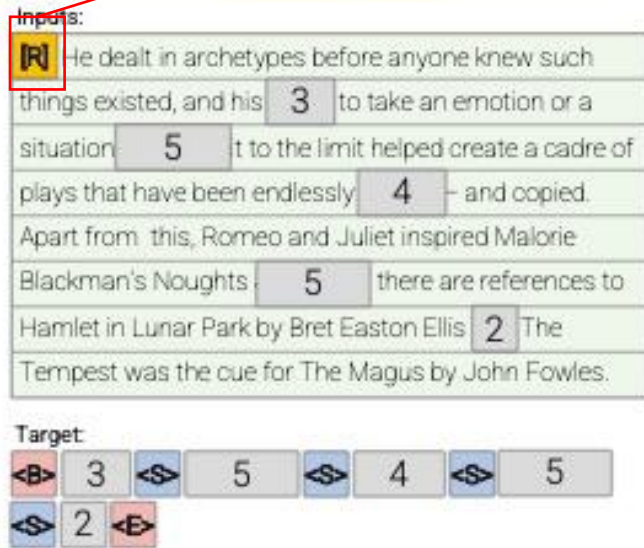 Inputs:
[R] He dealt in archetypes before anyone knew such
things existed, and his 3 to take an emotion or a
situation 5 t to the limit helped create a cadre of
plays that have been endlessly 4 – and copied.
Apart from this, Romeo and Juliet inspired Malorie
Blackman's Noughts 5 there are references to
Hamlet in Lunar Park by Bret Easton Ellis 2 The
Tempest was the cue for The Magus by John Fowles.
Target:
<B> 3 <S> 5 <S> 4 <S> 5
<S> 2 <E>